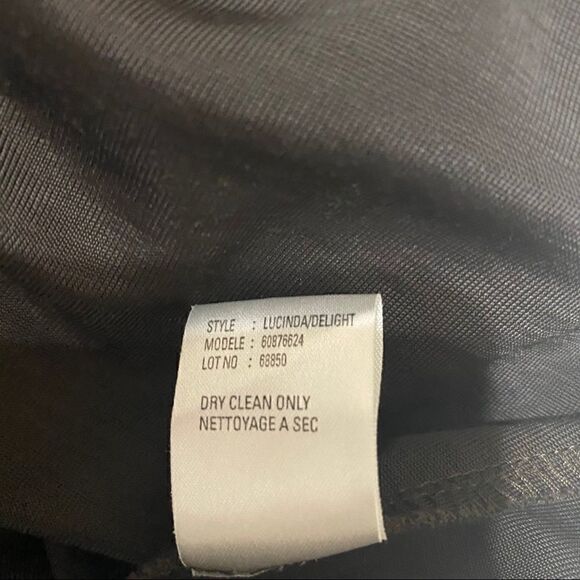 STYLE : LUCINDA/DELIGHT
MODELE : 60876624
LOT NO : 68850
DRY CLEAN ONLY
NETTOYAGE A SEC